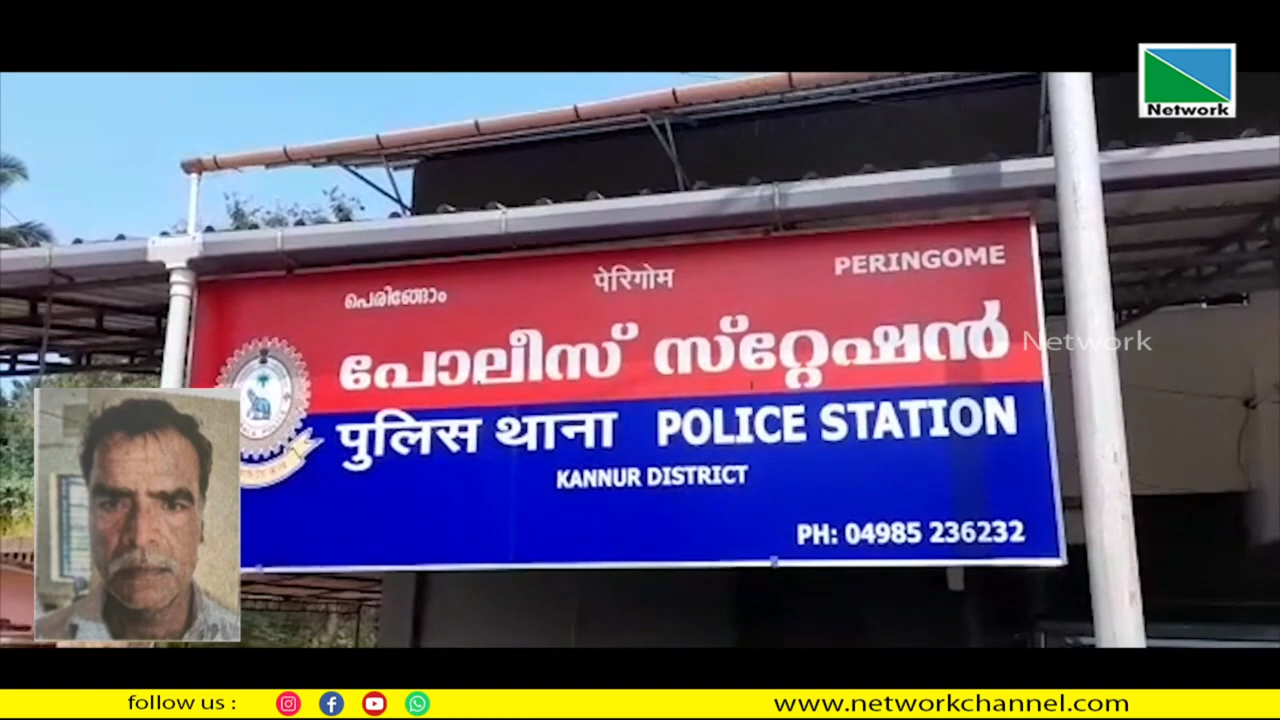 Network
പെരിങ്ങോം पेरिंगोम PERINGOME
പോലീസ് സ്റ്റേഷൻ
Network
पुलिस थाना POLICE STATION
KANNUR DISTRICT
PH: 04985 236232
follow us :
www.networkchannel.com